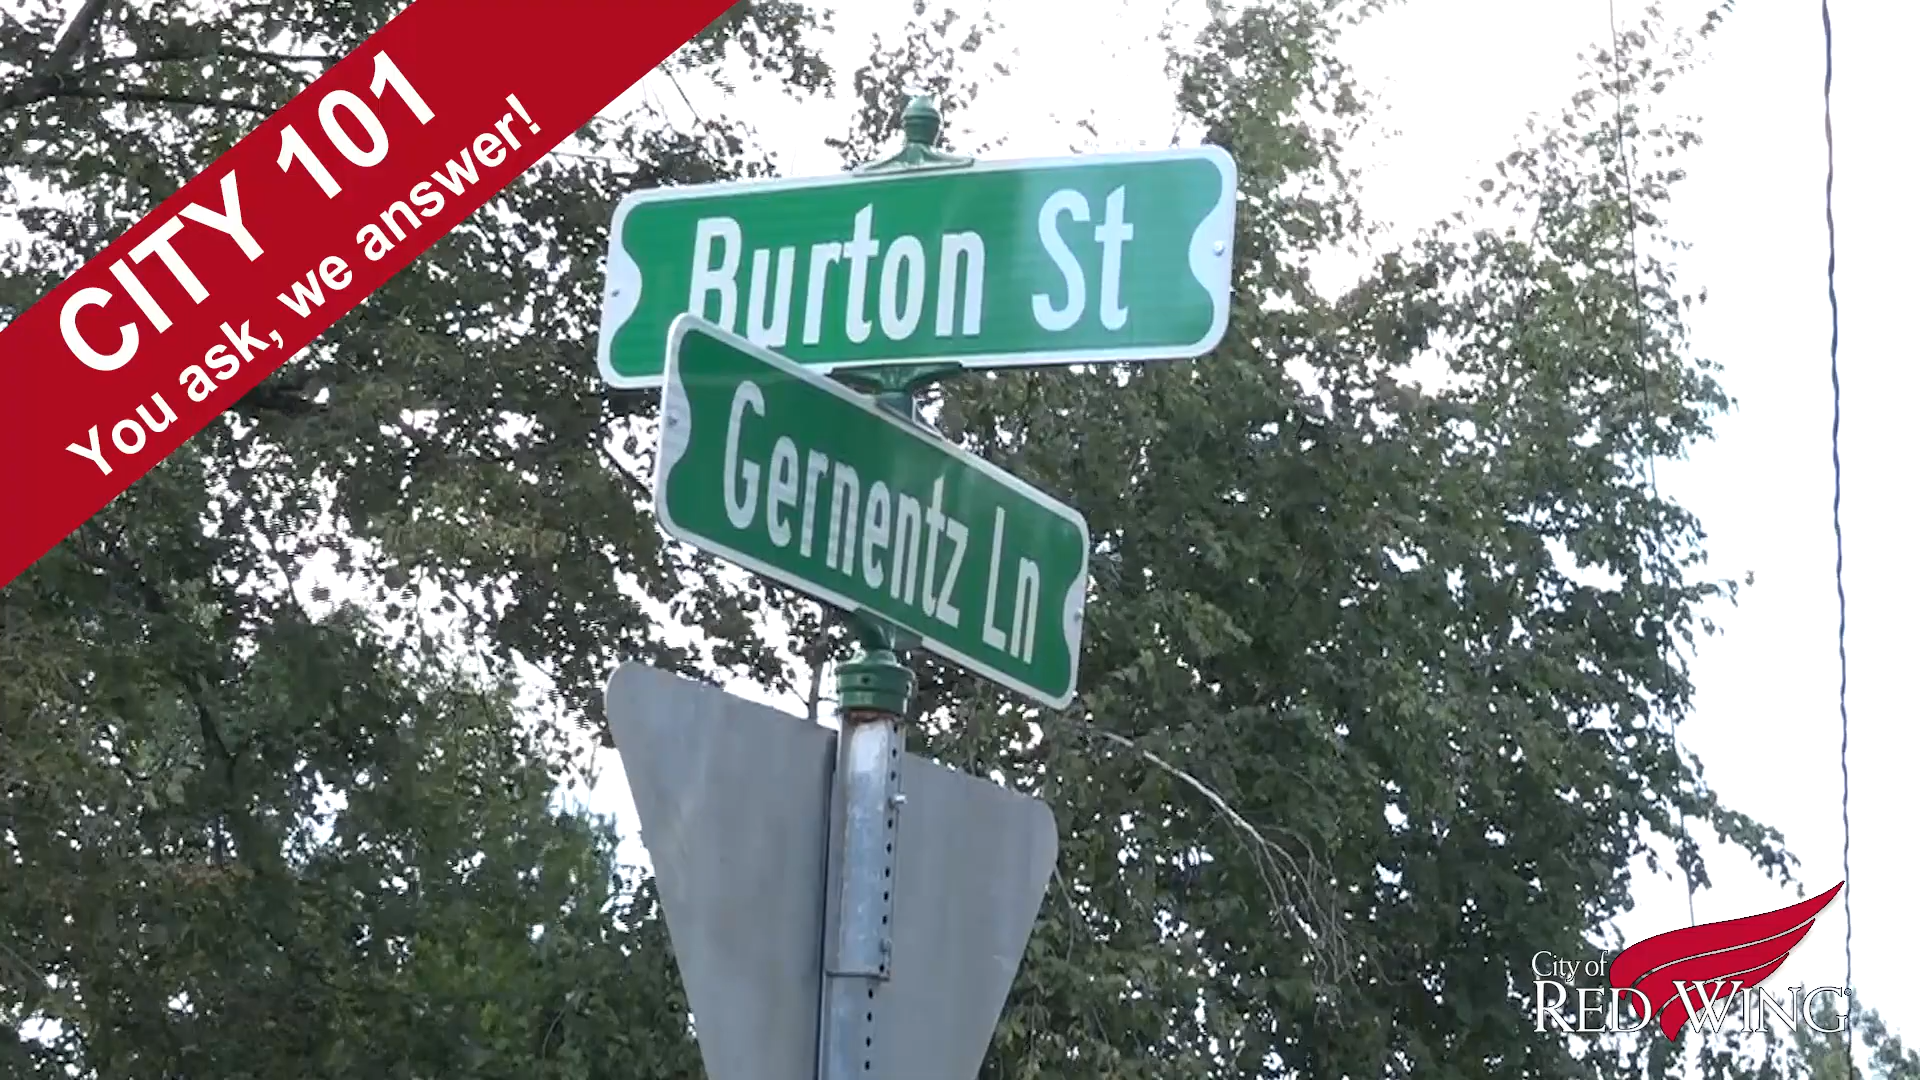 CITY 101
You ask, we answer!
Burton St
Gernentz Ln
City of
RED WING